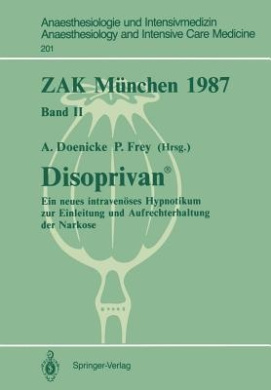 Anaesthesiologie und Intensivmedizin
Anaesthesiology and Intensive Care Medicine
201
ZAK München 1987
Band II
A. Doenicke P. Frey (Hrsg.)
Disoprivan®
Ein neues intravenöses Hypnotikum
zur Einleitung und Aufrechterhaltung
der Narkose
Springer-Verlag